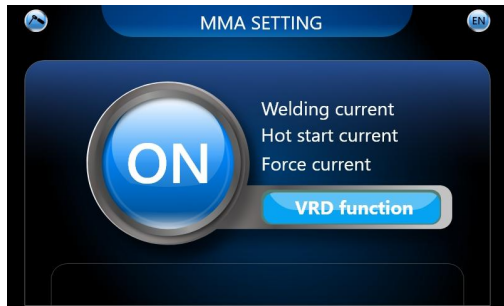 MMA SETTING
EN
ON
Welding current
Hot start current
Force current
VRD function